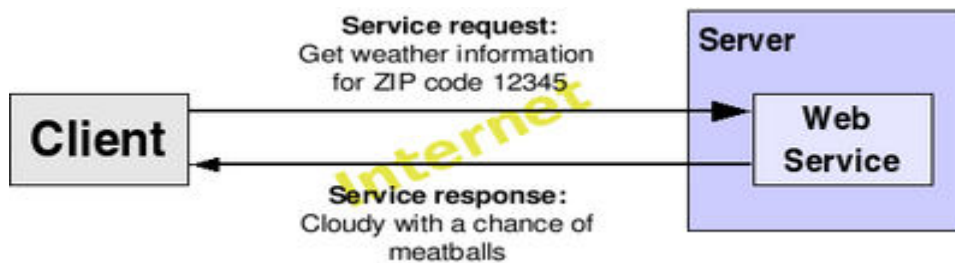 Service request:
Get weather information
for ZIP code 12345
Server
Client
Internet
Web
Service
Service response:
Cloudy with a chance of
meatballs